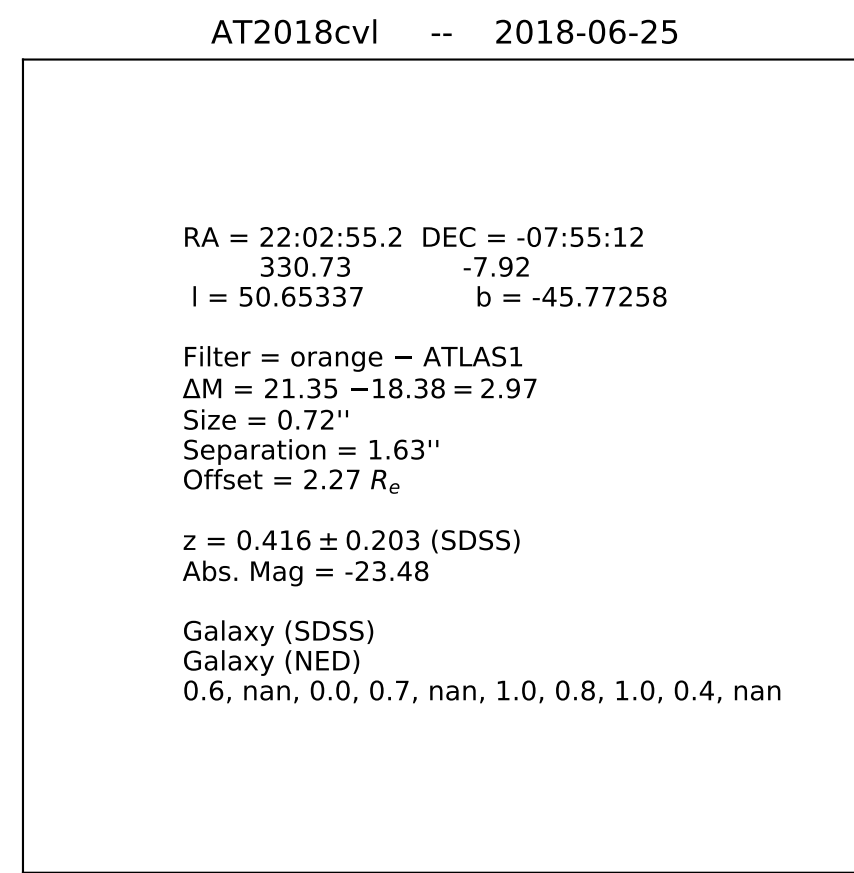 AT2018cvl -- 2018-06-25
RA = 22:02:55.2 DEC = -07:55:12
330.73 -7.92
l = 50.65337 b = -45.77258
Filter = orange − ATLAS1
ΔM = 21.35 −18.38 = 2.97
Size = 0.72''
Separation = 1.63''
Offset = 2.27 Re
z = 0.416 ± 0.203 (SDSS)
Abs. Mag = -23.48
Galaxy (SDSS)
Galaxy (NED)
0.6, nan, 0.0, 0.7, nan, 1.0, 0.8, 1.0, 0.4, nan